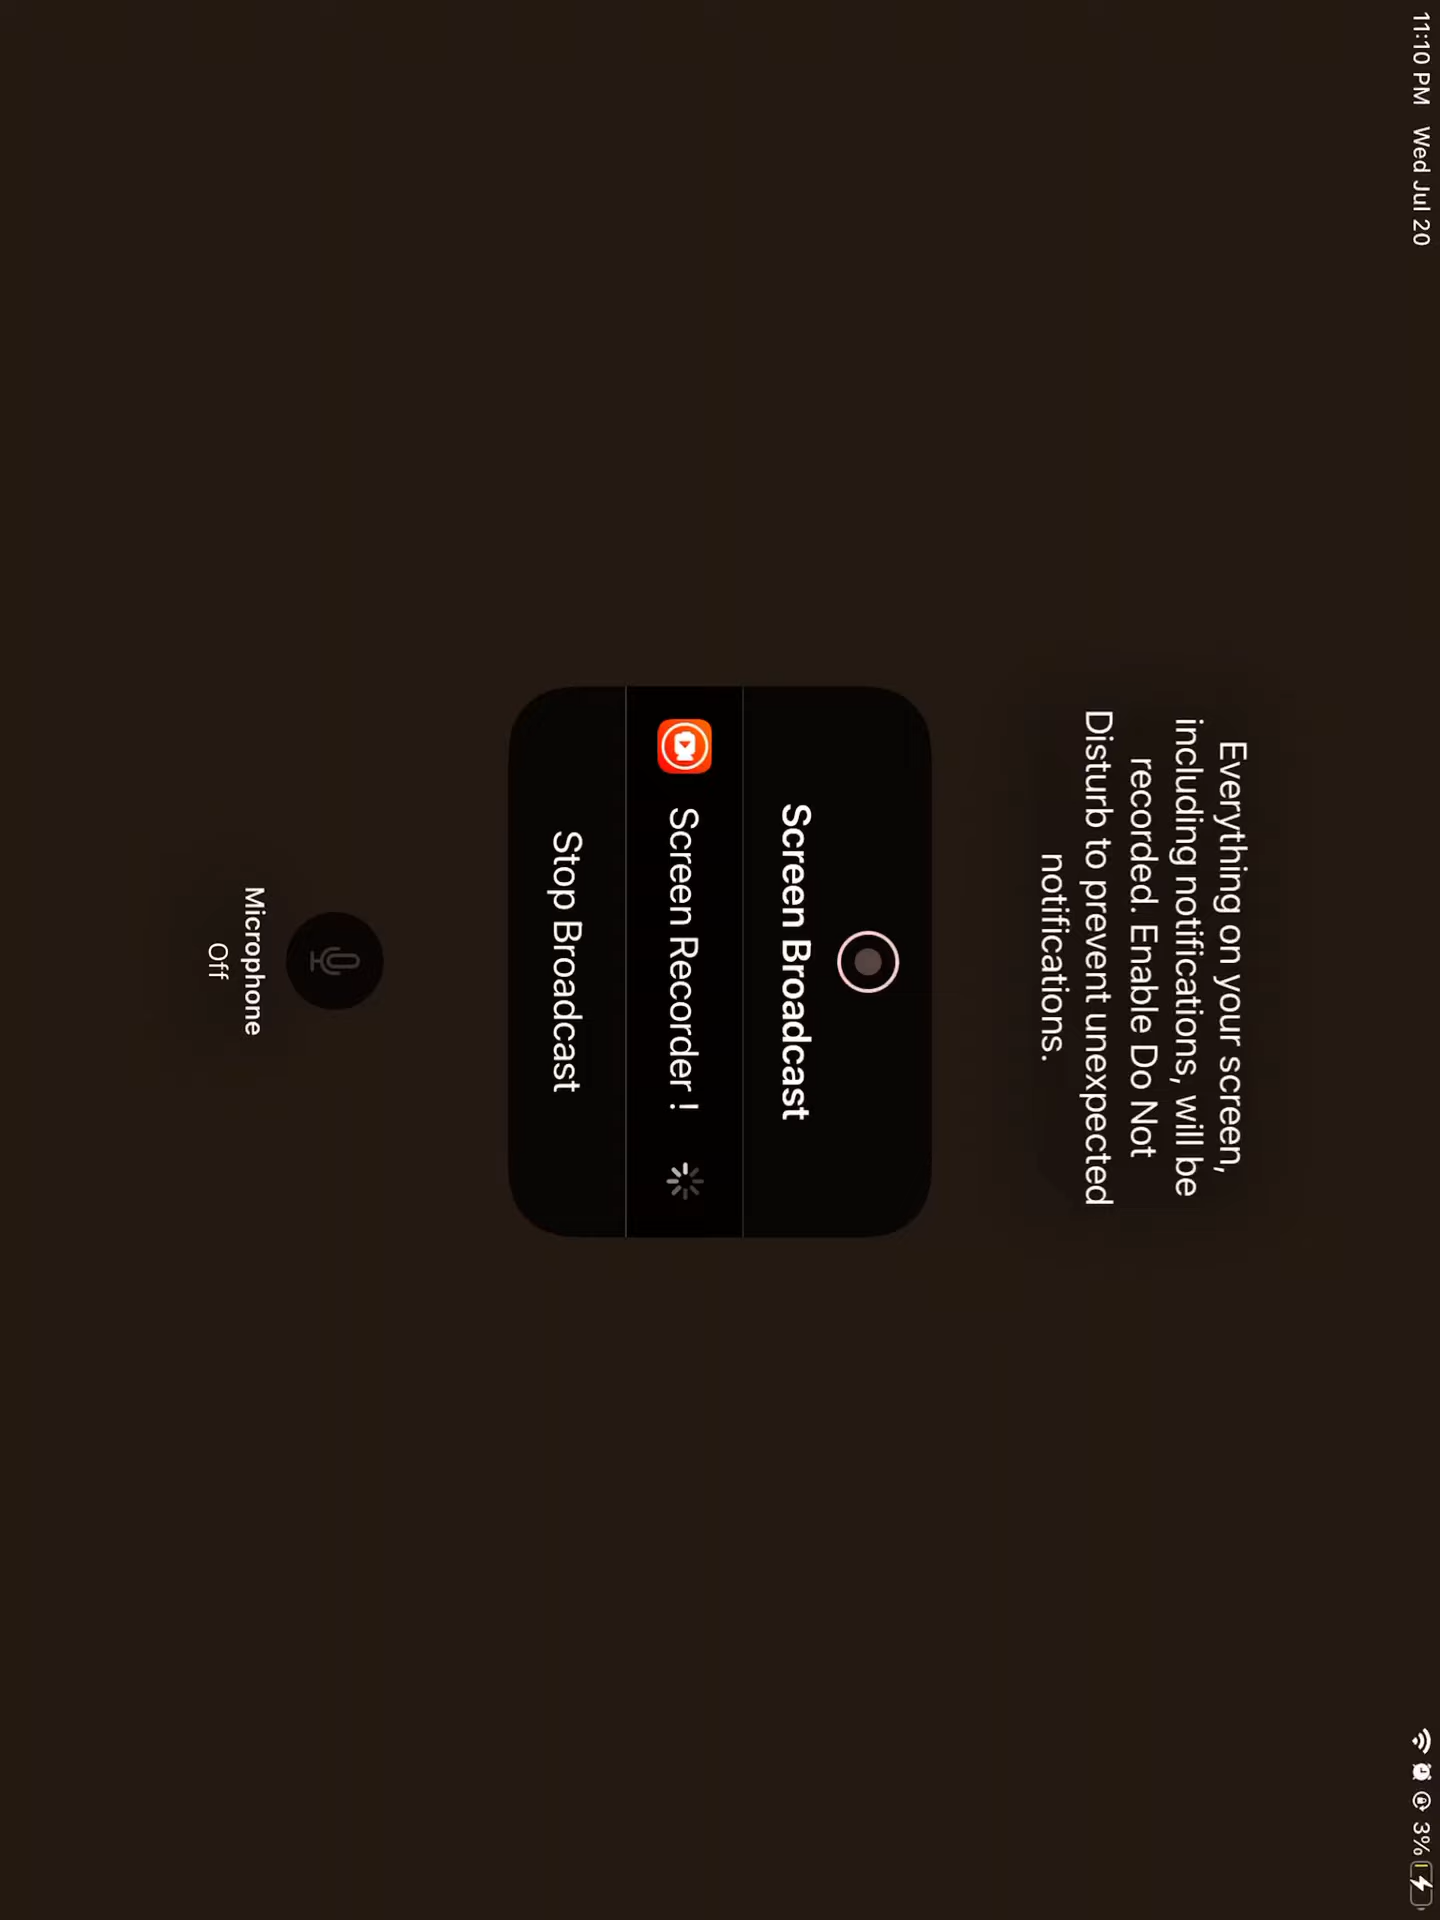 11:10 PM Wed Jul 20
3%
Everything on your screen,
including notifications, will be
recorded. Enable Do Not
Disturb to prevent unexpected
notifications.
Screen Broadcast
Screen Recorder !
Stop Broadcast
Microphone
Off